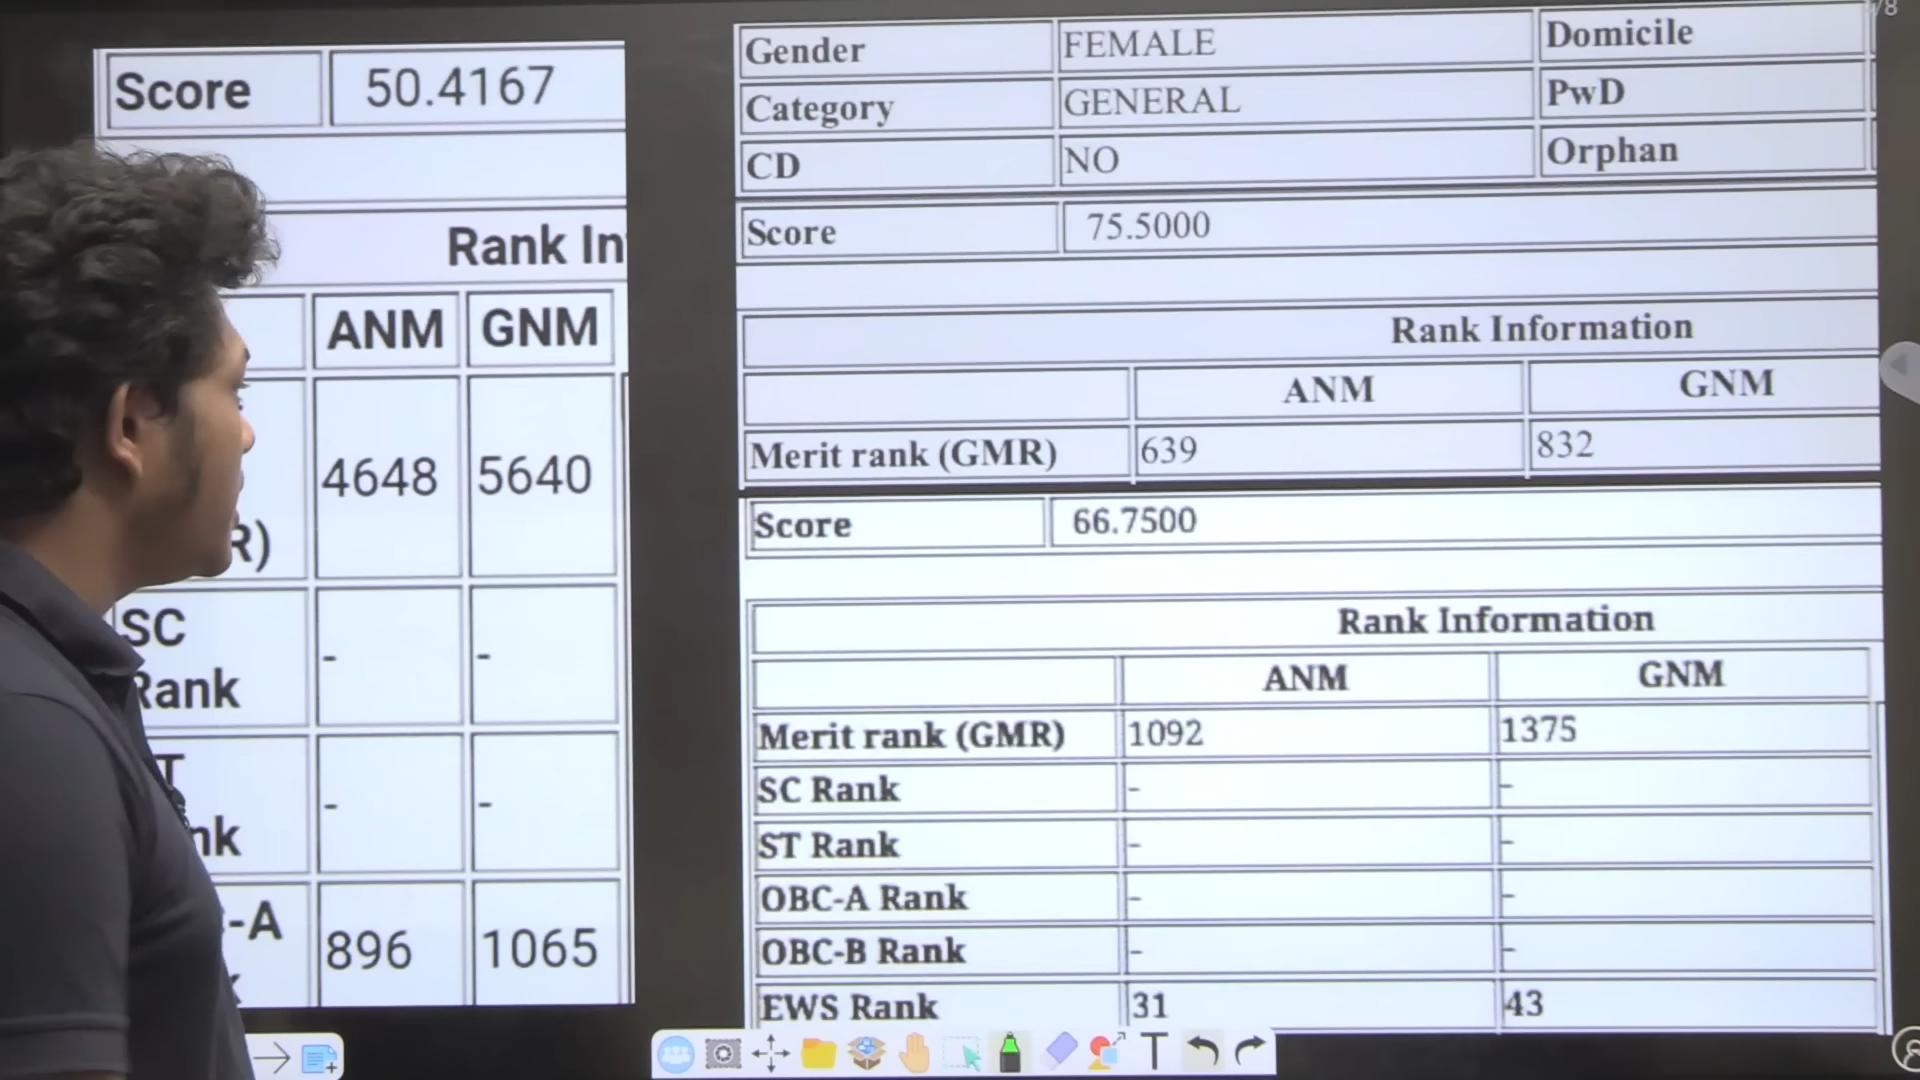 Score 50.4167
Rank In
ANM GNM
4648 5640
R)
SC
Rank
- -
T
nk
- -
-A
896 1065
/8
Gender FEMALE Domicile
Category GENERAL PwD
CD NO Orphan
Score 75.5000
Rank Information
ANM GNM
Merit rank (GMR) 639 832
Score 66.7500
Rank Information
ANM GNM
Merit rank (GMR) 1092 1375
SC Rank - -
ST Rank - -
OBC-A Rank - -
OBC-B Rank - -
EWS Rank 31 43
T